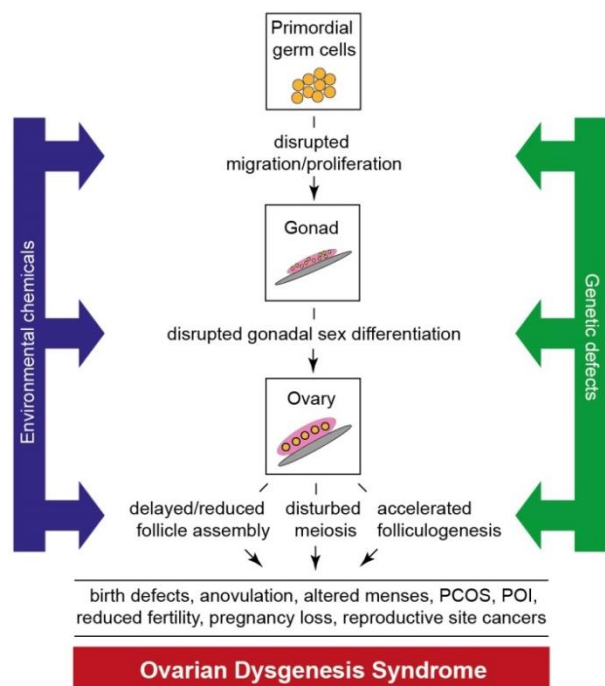 Primordial
germ cells
disrupted
migration/proliferation
Gonad
disrupted gonadal sex differentiation
Ovary
delayed/reduced
follicle assembly
disturbed
meiosis
accelerated
folliculogenesis
birth defects, anovulation, altered menses, PCOS, POI,
reduced fertility, pregnancy loss, reproductive site cancers
Ovarian Dysgenesis Syndrome
Environmental chemicals
Genetic defects